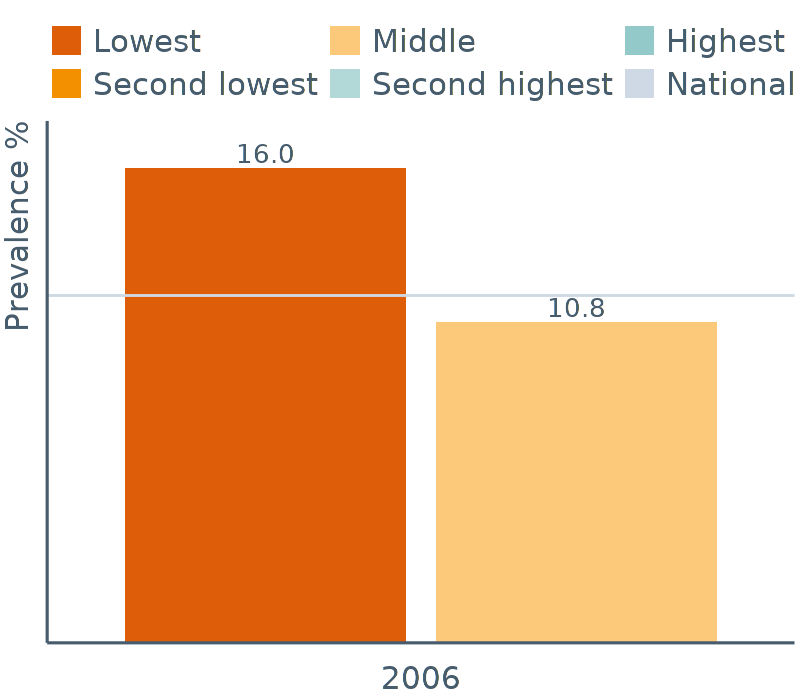 Lowest Middle Highest
Second lowest Second highest National
Prevalence %
16.0
10.8
2006